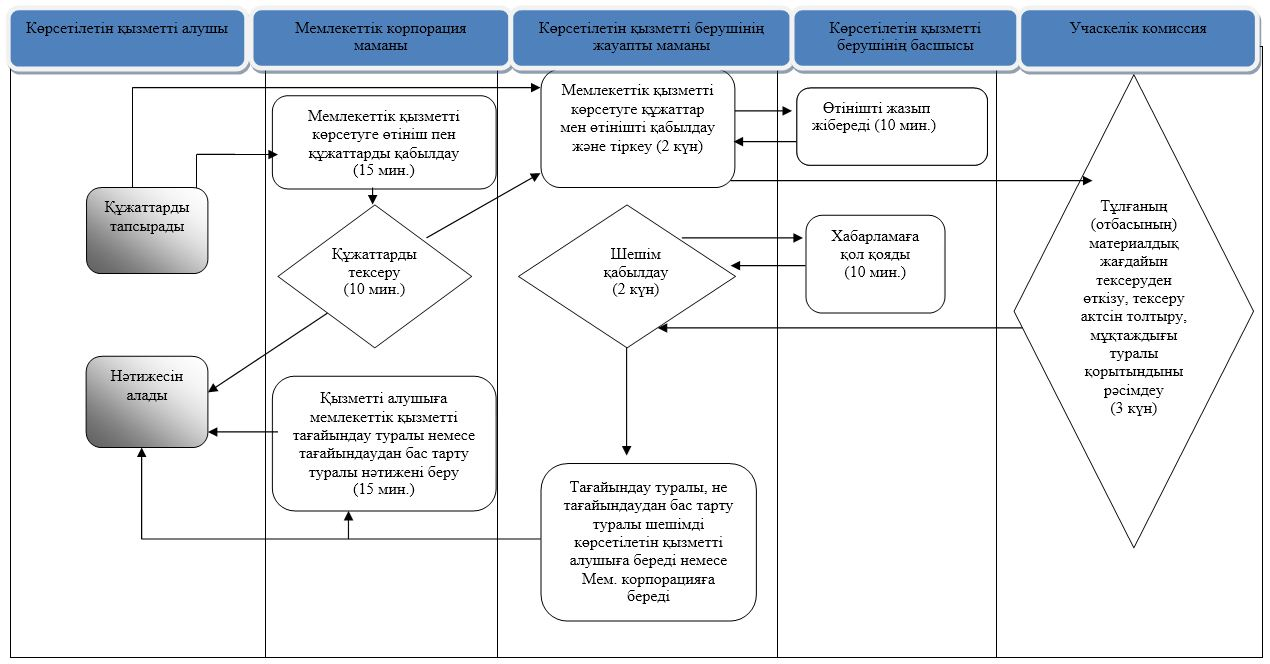 Көрсетілетін қызметті алушы
Мемлекеттік корпорация
маманы
Көрсетілетін қызметті берушінің
жауапты маманы
Көрсетілетін қызметті
берушінің басшысы
Учаскелік комиссия
Құжаттарды
тапсырады
Нәтижесін
алады
Мемлекеттік қызметті
көрсетуге өтініш пен
құжаттарды қабылдау
(15 мин.)
Құжаттарды
тексеру
(10 мин.)
Қызметті алушыға
мемлекеттік қызметті
тағайындау туралы немесе
тағайындаудан бас тарту
туралы нәтижені беру
(15 мин.)
Мемлекеттік қызметті
көрсетуге құжаттар
мен өтінішті қабылдау
және тіркеу (2 күн)
Шешім
қабылдау
(2 күн)
Тағайындау туралы, не
тағайындаудан бас тарту
туралы шешімді
көрсетілетін қызметті
алушыға береді немесе
Мем. корпорацияға
береді
Өтінішті жазып
жібереді (10 мин.)
Хабарламаға
қол қояды
(10 мин.)
Тұлғаның
(отбасының)
материалдық
жағдайын
тексеруден
өткізу, тексеру
актсін толтыру,
мұқтаждығы
туралы
қорытындыны
рәсімдеу
(3 күн)